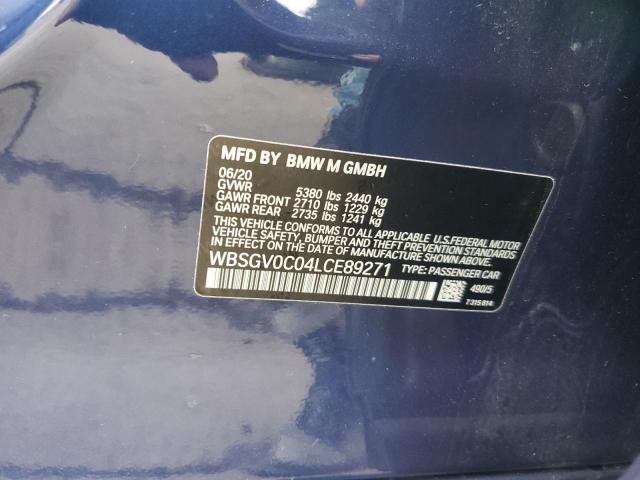 MFD BY BMW M GMBH
06/20
GVWR 5380 lbs 2440 kg
GAWR FRONT 2710 lbs 1229 kg
GAWR REAR 2735 lbs 1241 kg
THIS VEHICLE CONFORMS TO ALL APPLICABLE U.S.FEDERAL MOTOR
VEHICLE SAFETY, BUMPER AND THEFT PREVENTION STANDARDS
IN EFFECT ON THE DATE OF MANUFACTURE SHOWN ABOVE.
WBSGV0C04LCE89271 TYPE: PASSENGER CAR
490/5
7315814